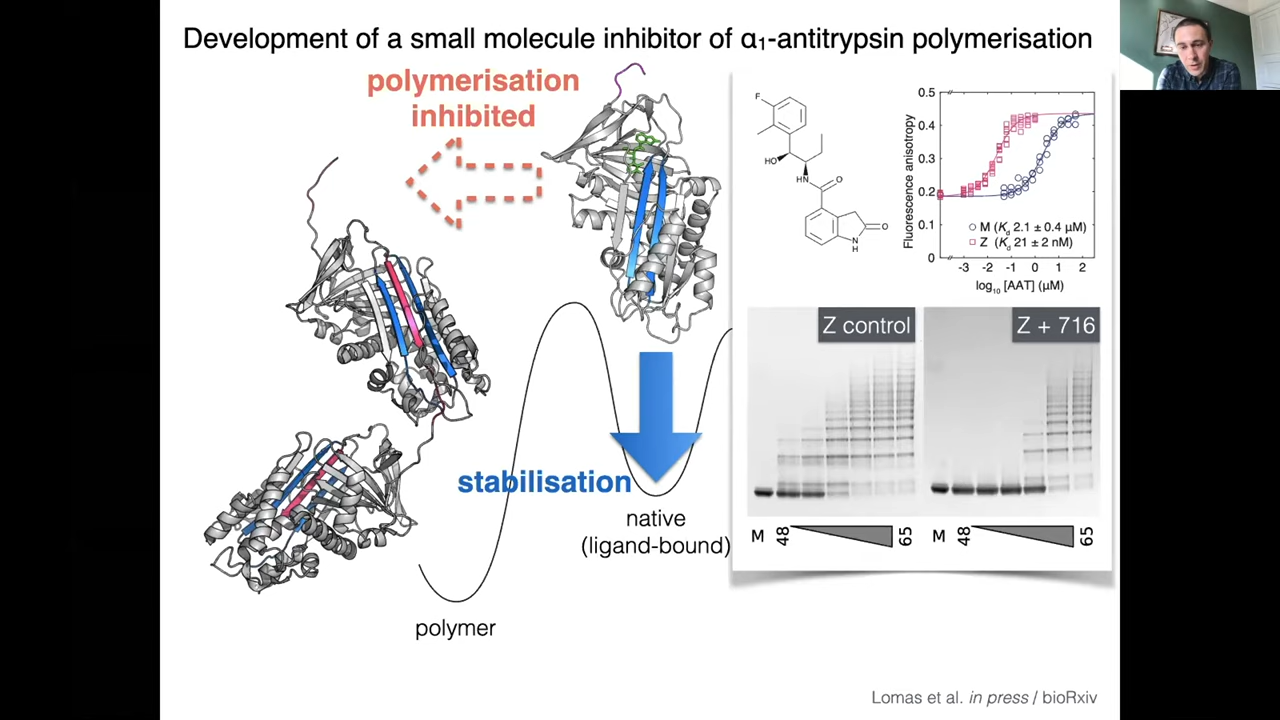 Development of a small molecule inhibitor of α₁-antitrypsin polymerisation
polymerisation
inhibited
stabilisation
native
(ligand-bound)
polymer
F
HO
HN
O
O
N
H
Fluorescence anisotropy
0.5
0.4
0.3
0.2
0.1
0
M (Kd 2.1 ± 0.4 µM)
Z (Kd 21 ± 2 nM)
-3 -2 -1 0 1 2
log₁₀ [AAT] (µM)
Z control
Z + 716
M 48 65
M 48 65
Lomas et al. in press / bioRxiv